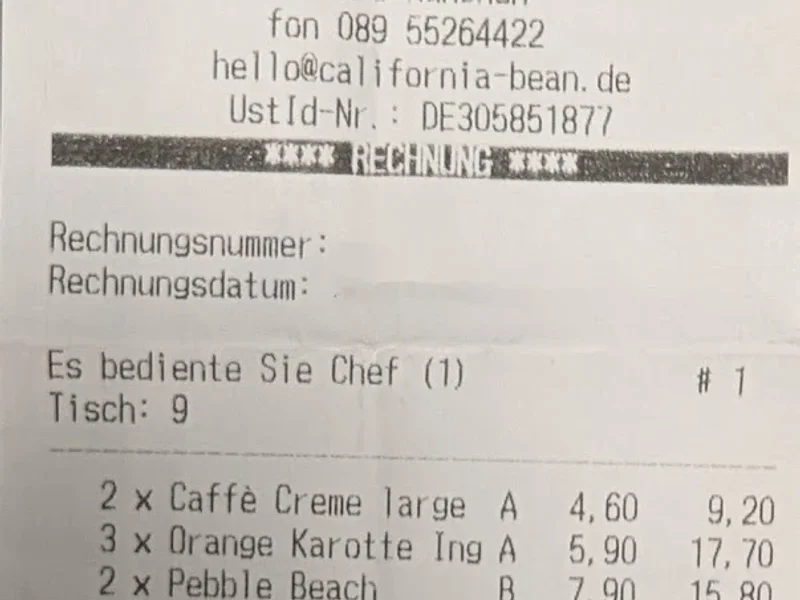 fon 089 55264422
hello@california-bean.de
UstId-Nr.: DE305851877
**** RECHNUNG ****
Rechnungsnummer:
Rechnungsdatum:
Es bediente Sie Chef (1) # 1
Tisch: 9
2 x Caffè Creme large A 4,60 9,20
3 x Orange Karotte Ing A 5,90 17,70
2 x Pebble Beach B 7,90 15,80